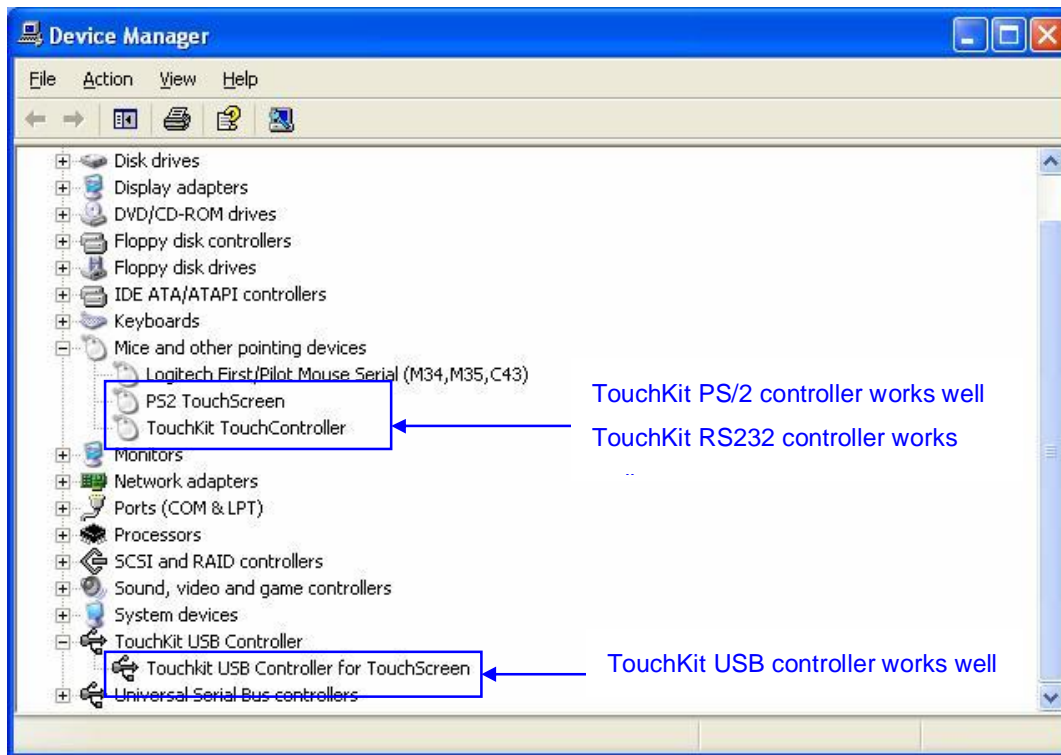 Device Manager
File Action View Help
Disk drives
Display adapters
DVD/CD-ROM drives
Floppy disk controllers
Floppy disk drives
IDE ATA/ATAPI controllers
Keyboards
Mice and other pointing devices
Logitech First/Pilot Mouse Serial (M34,M35,C43)
PS2 TouchScreen
TouchKit TouchController
TouchKit PS/2 controller works well
TouchKit RS232 controller works
Monitors
Network adapters
Ports (COM & LPT)
Processors
SCSI and RAID controllers
Sound, video and game controllers
System devices
TouchKit USB Controller
Touchkit USB Controller for TouchScreen
TouchKit USB controller works well
Universal Serial Bus controllers